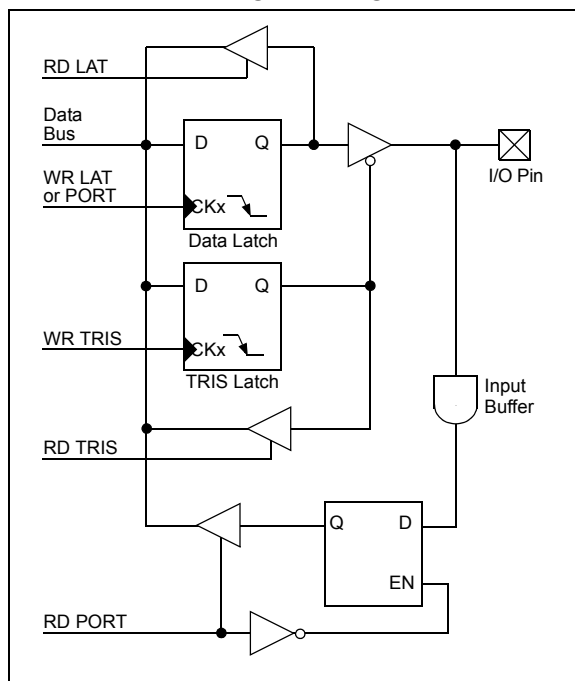 RD LAT
Data
Bus
D Q
I/O Pin
WR LAT
or PORT
CKx
Data Latch
D Q
WR TRIS
CKx
TRIS Latch
Input
Buffer
RD TRIS
Q D
EN
RD PORT